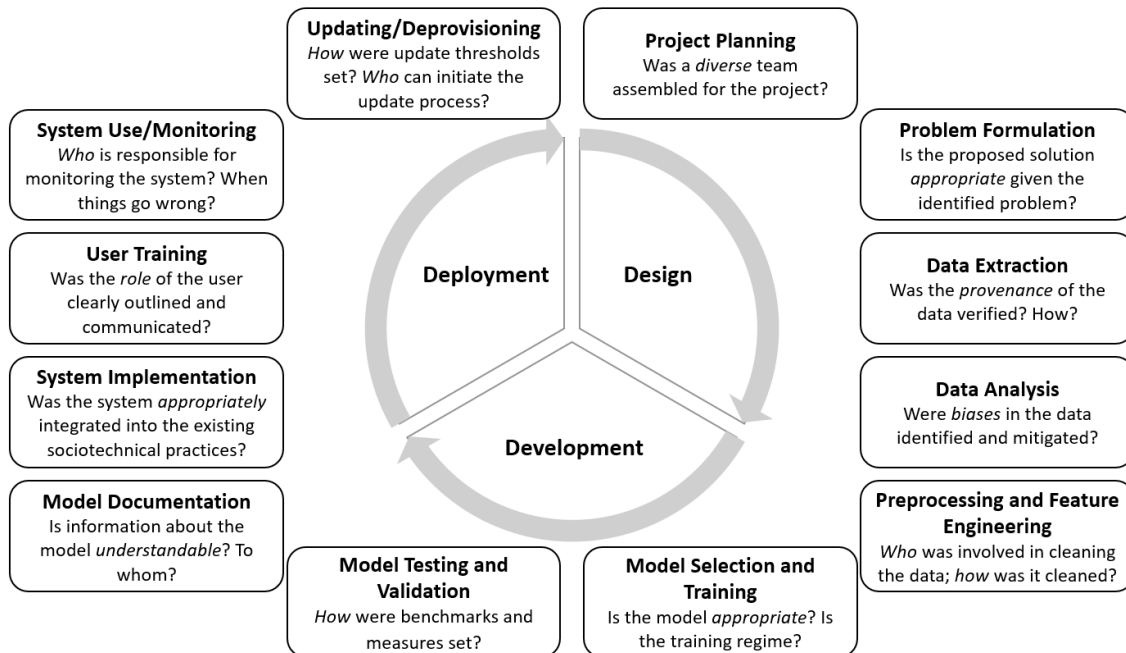 Updating/Deprovisioning
How were update thresholds
set? Who can initiate the
update process?
Project Planning
Was a diverse team
assembled for the project?
System Use/Monitoring
Who is responsible for
monitoring the system? When
things go wrong?
Problem Formulation
Is the proposed solution
appropriate given the
identified problem?
User Training
Was the role of the user
clearly outlined and
communicated?
Deployment
Design
Data Extraction
Was the provenance of the
data verified? How?
System Implementation
Was the system appropriately
integrated into the existing
sociotechnical practices?
Development
Data Analysis
Were biases in the data
identified and mitigated?
Model Documentation
Is information about the
model understandable? To
whom?
Preprocessing and Feature
Engineering
Who was involved in cleaning
the data; how was it cleaned?
Model Testing and
Validation
How were benchmarks and
measures set?
Model Selection and
Training
Is the model appropriate? Is
the training regime?